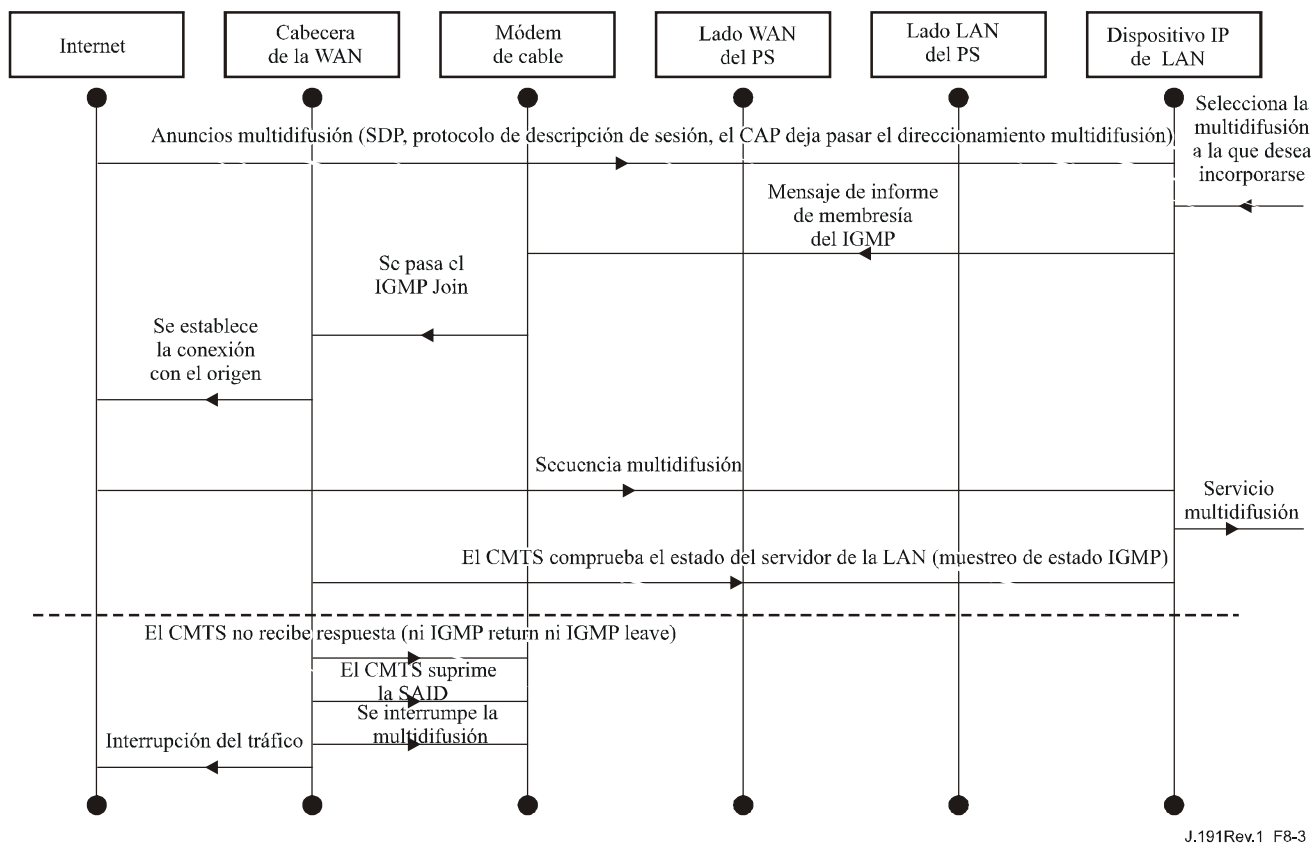 Internet
Cabecera
de la WAN
Módem
de cable
Lado WAN
del PS
Lado LAN
del PS
Dispositivo IP
de LAN
Selecciona la
multidifusión
a la que desea
incorporarse
Anuncios multidifusión (SDP, protocolo de descripción de sesión, el CAP deja pasar el direccionamiento multidifusión)
Mensaje de informe
de membresía
del IGMP
Se pasa el
IGMP Join
Se establece
la conexión
con el origen
Secuencia multidifusión
Servicio
multidifusión
El CMTS comprueba el estado del servidor de la LAN (muestreo de estado IGMP)
El CMTS no recibe respuesta (ni IGMP return ni IGMP leave)
El CMTS suprime
la SAID
Se interrumpe la
multidifusión
Interrupción del tráfico
J.191Rev.1_F8-3